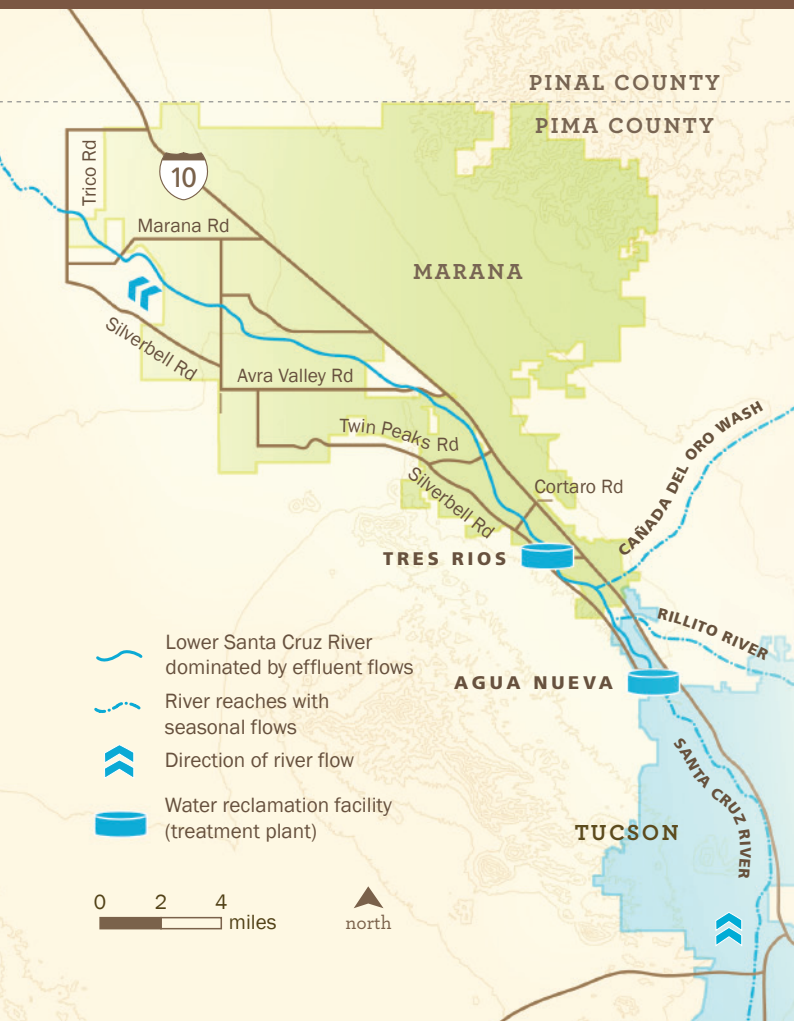 PINAL COUNTY
PIMA COUNTY
Trico Rd
10
Marana Rd
MARANA
Silverbell Rd
Avra Valley Rd
Twin Peaks Rd
Silverbell Rd
Cortaro Rd
CAÑADA DEL ORO WASH
TRES RIOS
RILLITO RIVER
AGUA NUEVA
SANTA CRUZ RIVER
TUCSON
Lower Santa Cruz River
dominated by effluent flows
River reaches with
seasonal flows
Direction of river flow
Water reclamation facility
(treatment plant)
0 2 4
miles
north